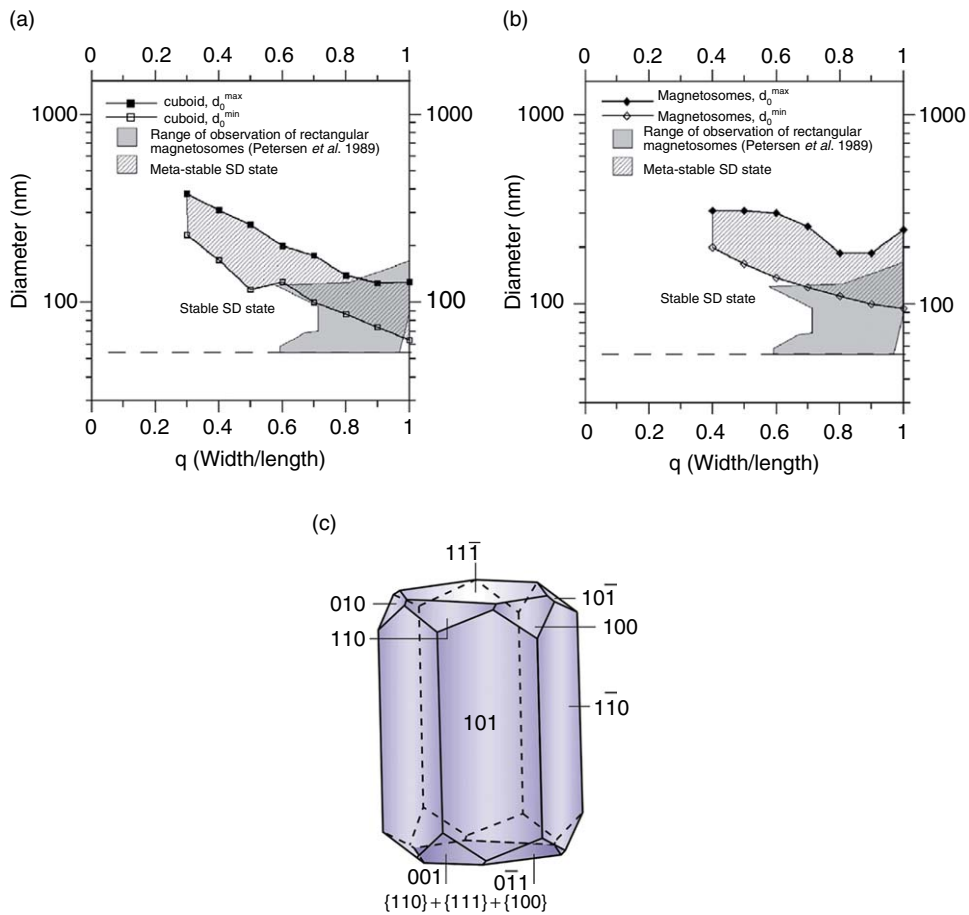 (a)
0 0.2 0.4 0.6 0.8 1
1000 1000
cuboid, d₀ᵐᵃˣ
cuboid, d₀ᵐⁱⁿ
Range of observation of rectangular
magnetosomes (Petersen et al. 1989)
Meta-stable SD state
Diameter (nm)
100 100
Stable SD state
0 0.2 0.4 0.6 0.8 1
q (Width/length)
(b)
0 0.2 0.4 0.6 0.8 1
1000 1000
Magnetosomes, d₀ᵐᵃˣ
Magnetosomes, d₀ᵐⁱⁿ
Range of observation of rectangular
magnetosomes (Petersen et al. 1989)
Meta-stable SD state
Diameter (nm)
100 100
Stable SD state
0 0.2 0.4 0.6 0.8 1
q (Width/length)
(c)
111̅
010
101̅
100
110
11̅0
101
001
01̅1
{110}+{111}+{100}